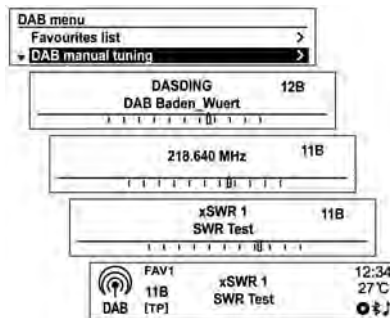 DAB menu
Favourites list >
DAB manual tuning >
DASDING 12B
DAB Baden_Wuert
218.640 MHz 11B
xSWR 1 11B
SWR Test
FAV1 12:34
11B xSWR 1 27°C
DAB [TP] SWR Test